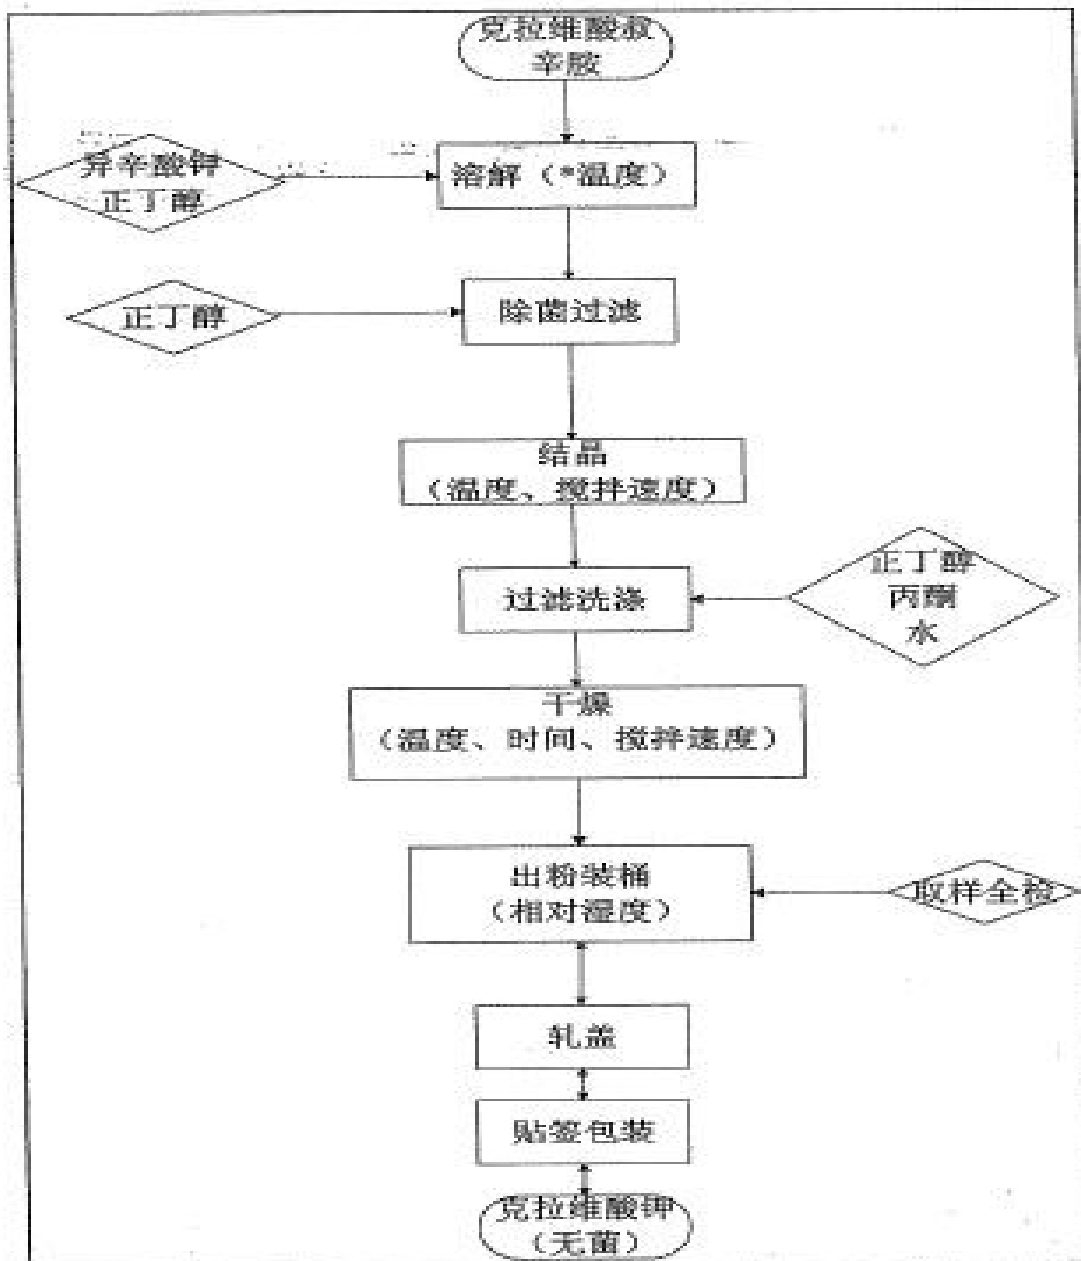 克拉维酸叔
辛胺
异辛酸钾
正丁醇
溶解（*温度）
正丁醇
除菌过滤
结晶
（温度、搅拌速度）
过滤洗涤
正丁醇
丙酮
水
干燥
（温度、时间、搅拌速度）
出粉装桶
（相对湿度）
取样全检
轧盖
贴签包装
克拉维酸钾
（无菌）